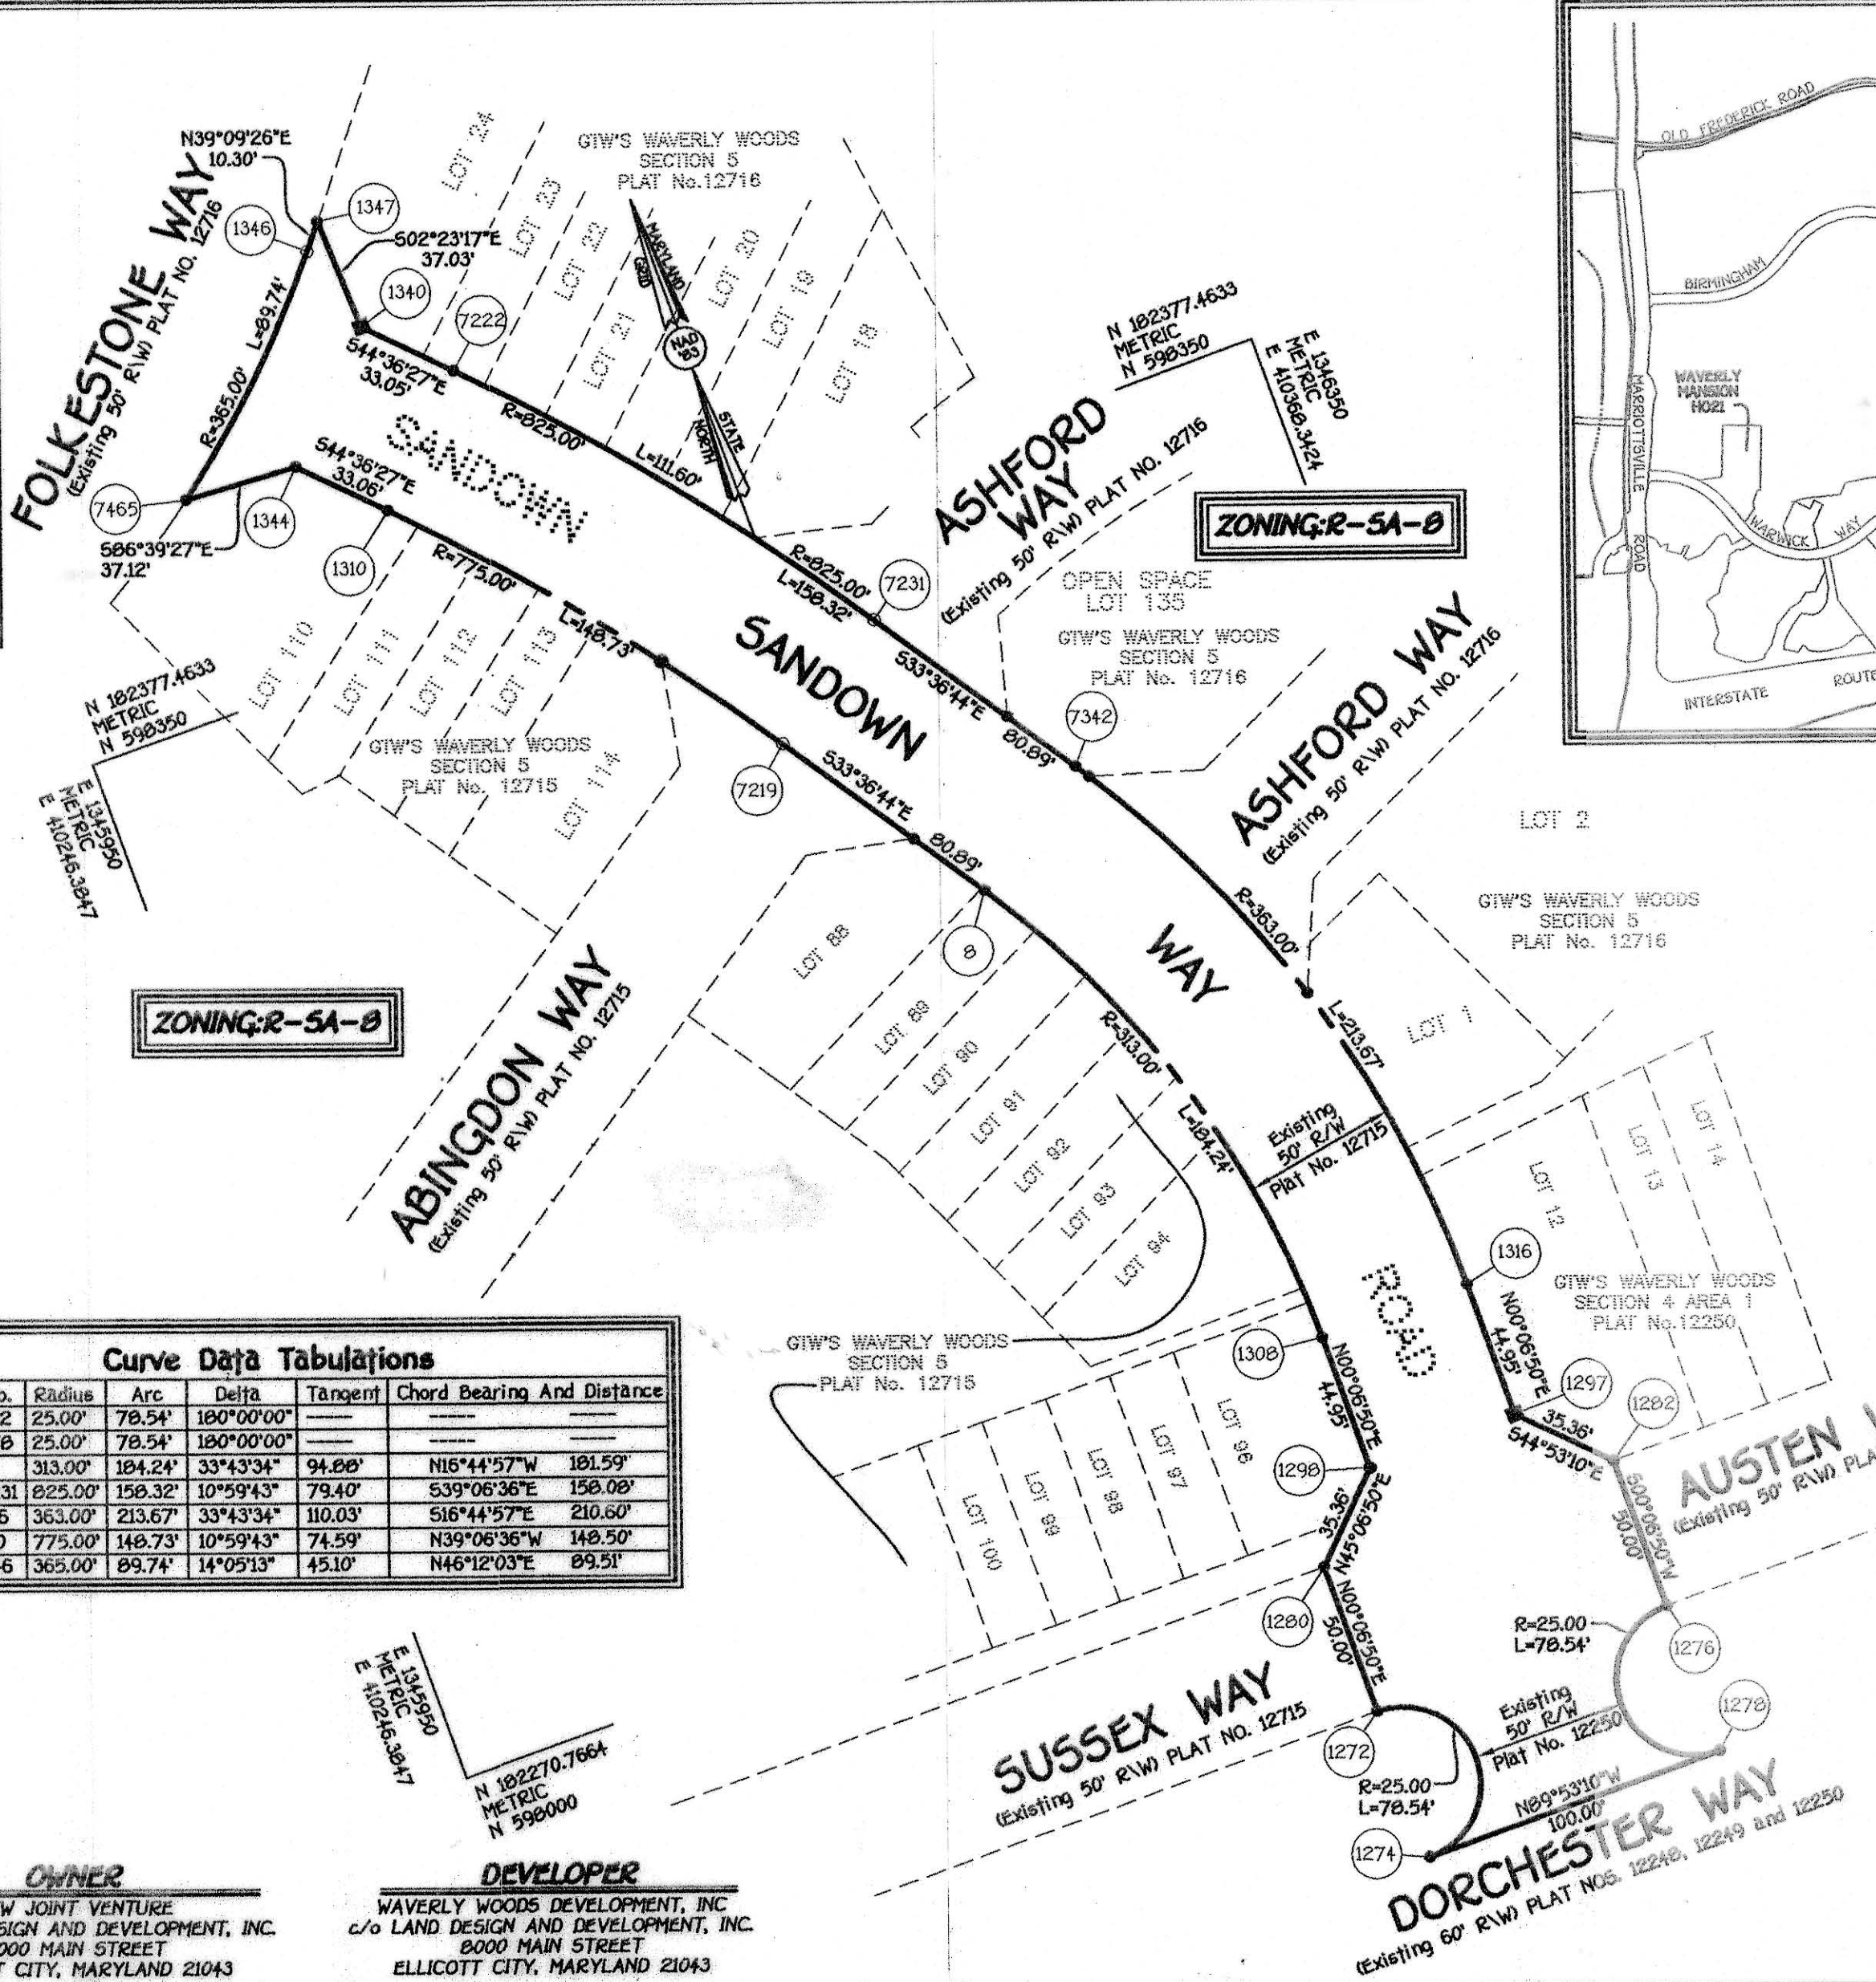 N39°09'26"E
10.30'
1346
1347
S02°23'17"E
37.03'
1340
7222
FOLKESTONE WAY
(Existing 50' R\W) PLAT NO. 12716
R=365.00' L=89.74'
7465
S86°39'27"E
37.12'
1344
S44°36'27"E
33.05'
S44°36'27"E
33.06'
1310
SANDOWN
LOT 24
LOT 23
LOT 22
LOT 21
LOT 20
LOT 19
LOT 18
GTW'S WAVERLY WOODS
SECTION 5
PLAT No.12716
MARYLAND
GRID
NAD
'83
STATE
NORTH
R=825.00'
L=111.60'
R=775.00'
L=148.73'
R=825.00'
L=158.32'
7231
N 182377.4633
METRIC
N 598350
E 1346350
METRIC
E 410368.3424
ASHFORD
WAY
(Existing 50' R\W) PLAT NO. 12716
ZONING:R-SA-8
OPEN SPACE
LOT 135
GTW'S WAVERLY WOODS
SECTION 5
PLAT No. 12716
SANDOWN
S33°36'44"E
80.89'
7342
ASHFORD WAY
(Existing 50' R\W) PLAT NO. 12716
OLD FREDERICK ROAD
BIRMINGHAM
WAVERLY
MANSION
HO21
MARRIOTTSVILLE ROAD
WARWICK WAY
INTERSTATE ROUTE
LOT 110
LOT 111
LOT 112
LOT 113
LOT 114
N 182377.4633
METRIC
N 598350
E 1345950
METRIC
E 410246.3847
GTW'S WAVERLY WOODS
SECTION 5
PLAT No. 12715
7219
S33°36'44"E
80.89'
8
LOT 2
GTW'S WAVERLY WOODS
SECTION 5
PLAT No. 12716
LOT 1
R=363.00'
L=213.67'
WAY
LOT 88
LOT 89
LOT 90
LOT 91
LOT 92
LOT 93
LOT 94
R=313.00'
L=184.24'
ZONING:R-SA-8
ABINGDON WAY
(Existing 50' R\W) PLAT NO. 12715
Existing
50' R/W
Plat No. 12715
LOT 12
LOT 13
LOT 14
1316
GTW'S WAVERLY WOODS
SECTION 4 AREA 1
PLAT No.12250
N00°06'50"E
44.95'
1297
1282
35.36'
S44°53'10"E
ROAD
1308
N00°06'50"E
44.95'
GTW'S WAVERLY WOODS
SECTION 5
PLAT No. 12715
LOT 96
LOT 97
LOT 98
LOT 99
LOT 100
1298
35.36'
N45°06'50"E
AUSTEN
(Existing 50' R\W)
S00°06'50"W
50.00'
1280
N00°06'50"E
50.00'
R=25.00
L=78.54'
1276
1278
Existing
50' R/W
Plat No. 12250
SUSSEX WAY
(Existing 50' R\W) PLAT NO. 12715
1272
R=25.00
L=78.54'
1274
N89°53'10"W
100.00'
DORCHESTER WAY
(Existing 60' R\W) PLAT NOS. 12248, 12249 and 12250
Curve Data Tabulations
Radius Arc Delta Tangent Chord Bearing And Distance
2 25.00' 78.54' 180°00'00" ----- ----- -----
8 25.00' 78.54' 180°00'00" ----- ----- -----
313.00' 184.24' 33°43'34" 94.88' N16°44'57"W 181.59'
31 825.00' 158.32' 10°59'43" 79.40' S39°06'36"E 158.08'
6 363.00' 213.67' 33°43'34" 110.03' S16°44'57"E 210.60'
0 775.00' 148.73' 10°59'43" 74.59' N39°06'36"W 148.50'
6 365.00' 89.74' 14°05'13" 45.10' N46°12'03"E 89.51'
E 1345950
METRIC
E 410246.3847
N 182270.7664
METRIC
N 598000
OWNER
W JOINT VENTURE
SIGN AND DEVELOPMENT, INC.
000 MAIN STREET
T CITY, MARYLAND 21043
DEVELOPER
WAVERLY WOODS DEVELOPMENT, INC
c/o LAND DESIGN AND DEVELOPMENT, INC.
8000 MAIN STREET
ELLICOTT CITY, MARYLAND 21043